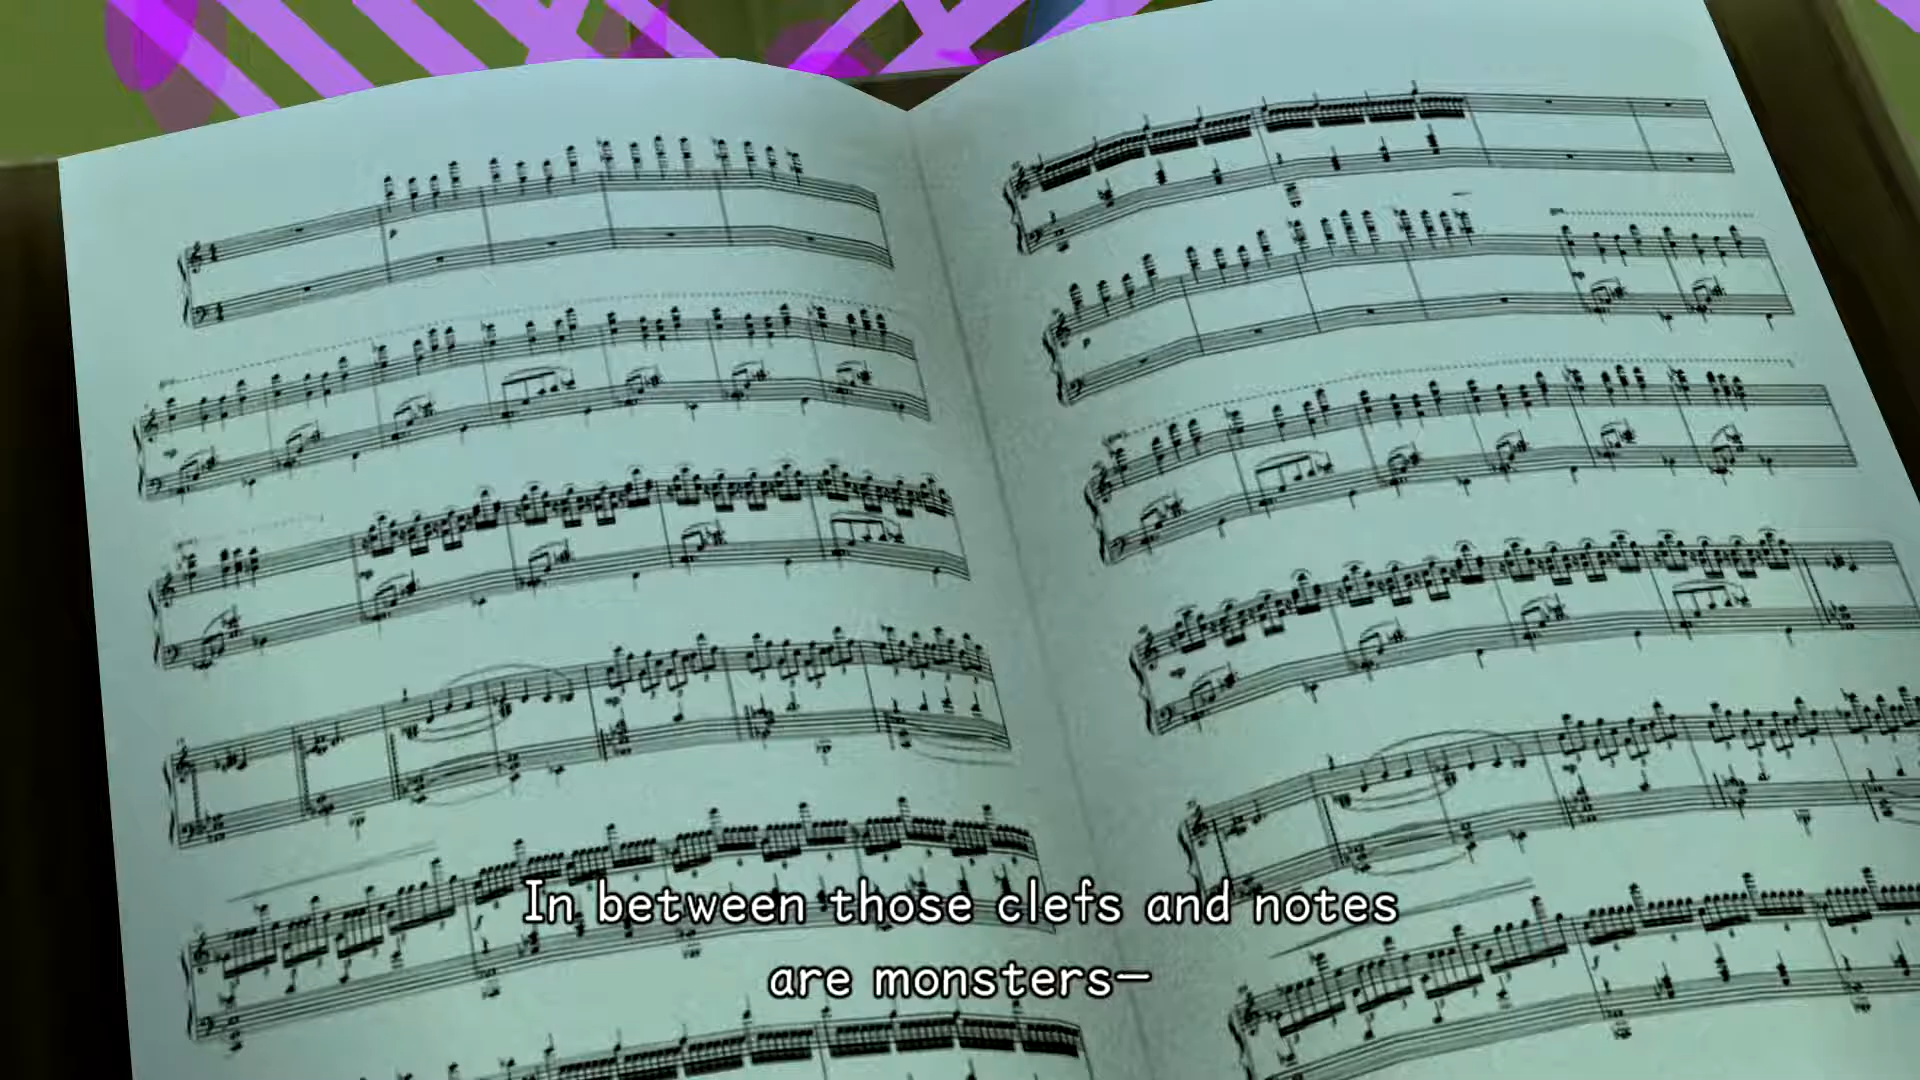 In between those clefs and notes
are monsters—